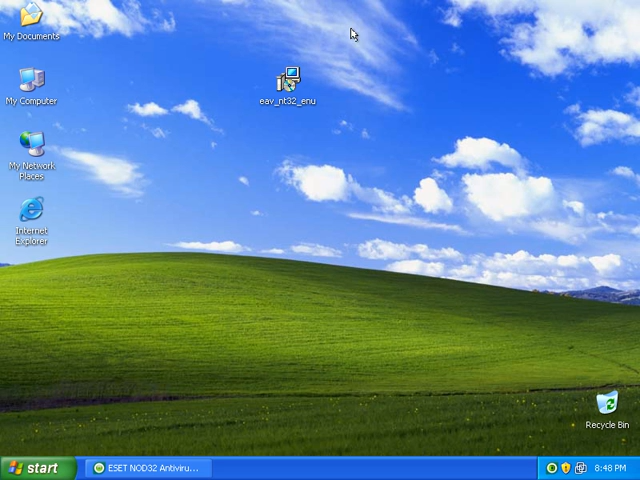 My Documents
My Computer
My Network
Places
Internet
Explorer
eav_nt32_enu
Recycle Bin
start
ESET NOD32 Antiviru...
8:48 PM